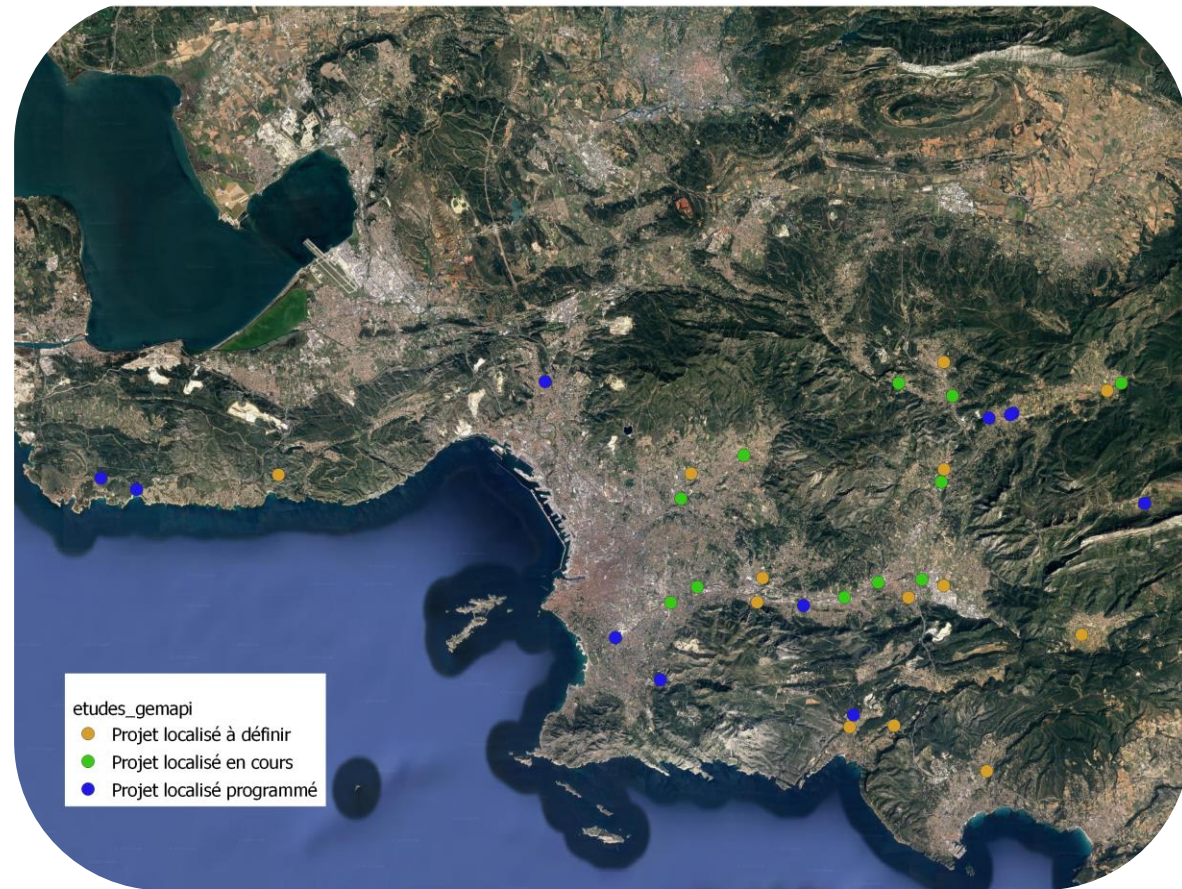 etudes_gemapi
Projet localisé à définir
Projet localisé en cours
Projet localisé programmé